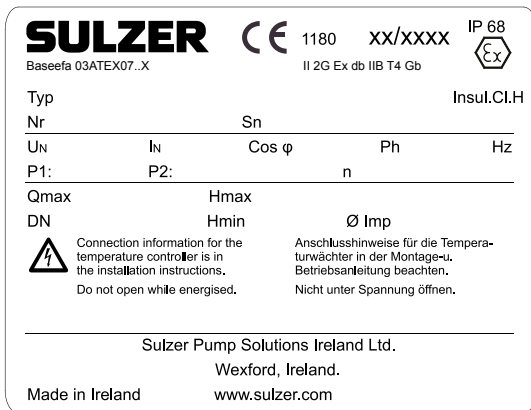 SULZER CE 1180 xx/xxxx IP 68
Baseefa 03ATEX07..X II 2G Ex db IIB T4 Gb Ex
Typ Insul.Cl.H
Nr Sn
UN IN Cos φ Ph Hz
P1: P2: n
Qmax Hmax
DN Hmin Ø Imp
Connection information for the
temperature controller is in
the installation instructions.
Do not open while energised.
Anschlusshinweise für die Tempera-
turwächter in der Montage-u.
Betriebsanleitung beachten.
Nicht unter Spannung öffnen.
Sulzer Pump Solutions Ireland Ltd.
Wexford, Ireland.
Made in Ireland www.sulzer.com